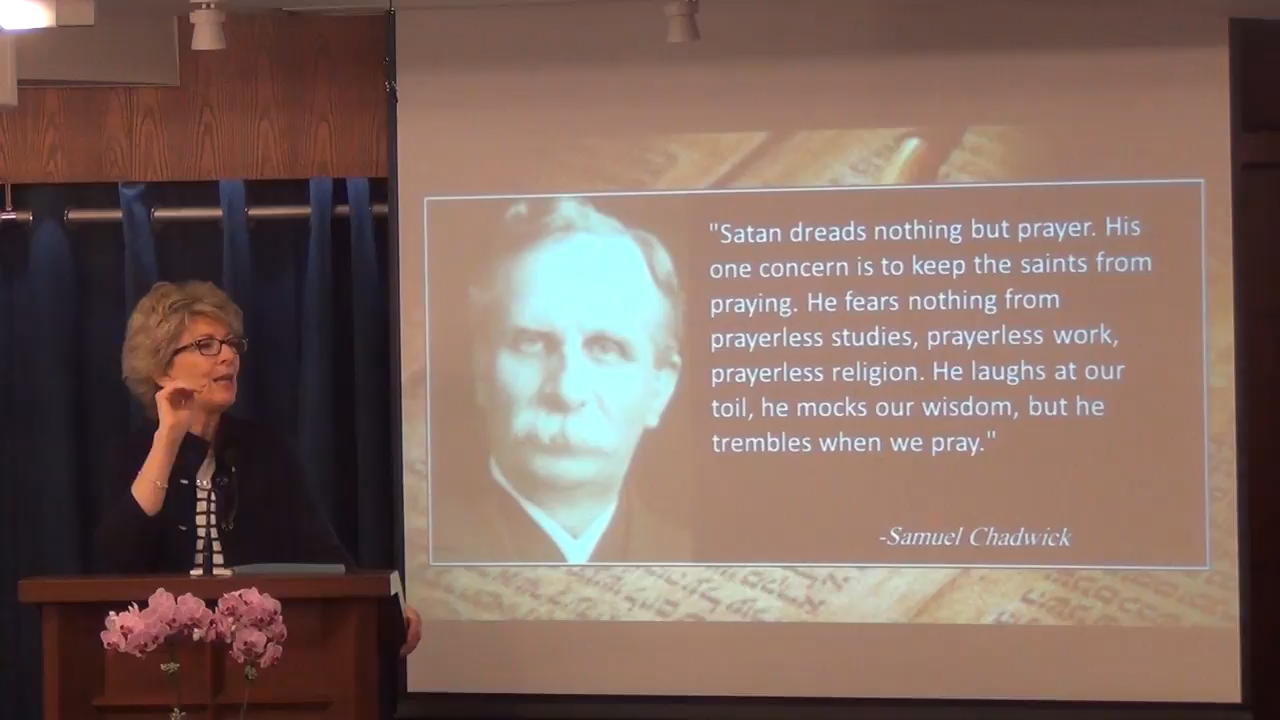 "Satan dreads nothing but prayer. His
one concern is to keep the saints from
praying. He fears nothing from
prayerless studies, prayerless work,
prayerless religion. He laughs at our
toil, he mocks our wisdom, but he
trembles when we pray."
-Samuel Chadwick